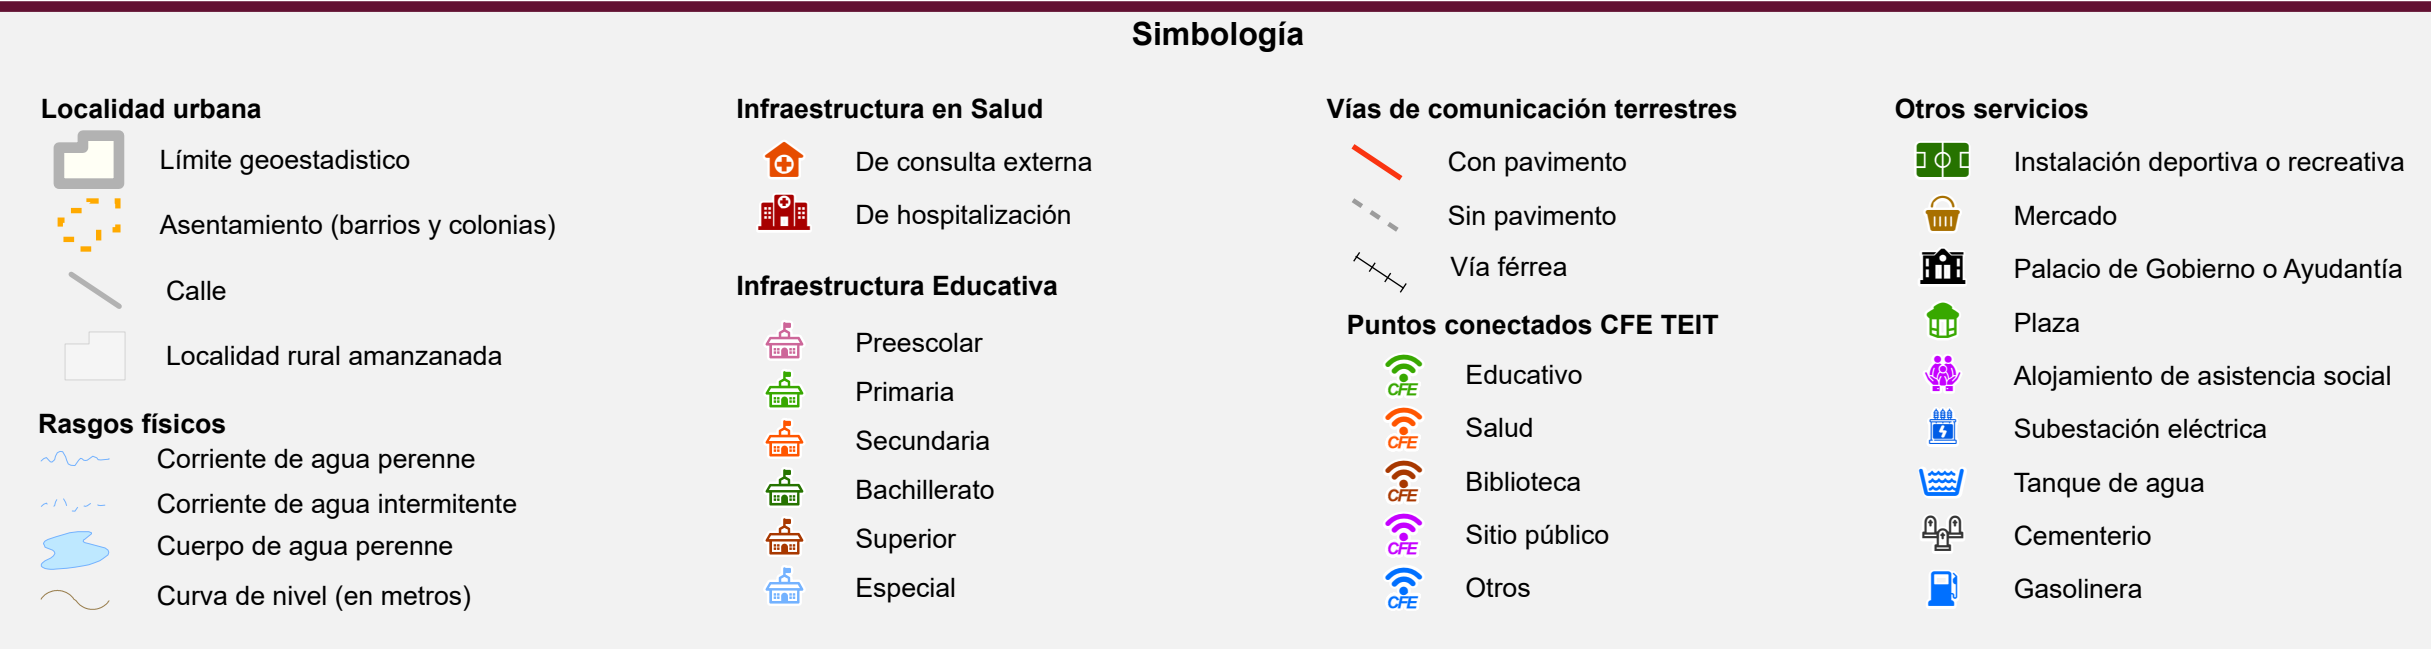 Simbología
Localidad urbana
Límite geoestadistico
Asentamiento (barrios y colonias)
Calle
Localidad rural amanzanada
Rasgos físicos
Corriente de agua perenne
Corriente de agua intermitente
Cuerpo de agua perenne
Curva de nivel (en metros)
Infraestructura en Salud
De consulta externa
De hospitalización
Infraestructura Educativa
Preescolar
Primaria
Secundaria
Bachillerato
Superior
Especial
Vías de comunicación terrestres
Con pavimento
Sin pavimento
Vía férrea
Puntos conectados CFE TEIT
CFE Educativo
CFE Salud
CFE Biblioteca
CFE Sitio público
CFE Otros
Otros servicios
Instalación deportiva o recreativa
Mercado
Palacio de Gobierno o Ayudantía
Plaza
Alojamiento de asistencia social
Subestación eléctrica
Tanque de agua
Cementerio
Gasolinera